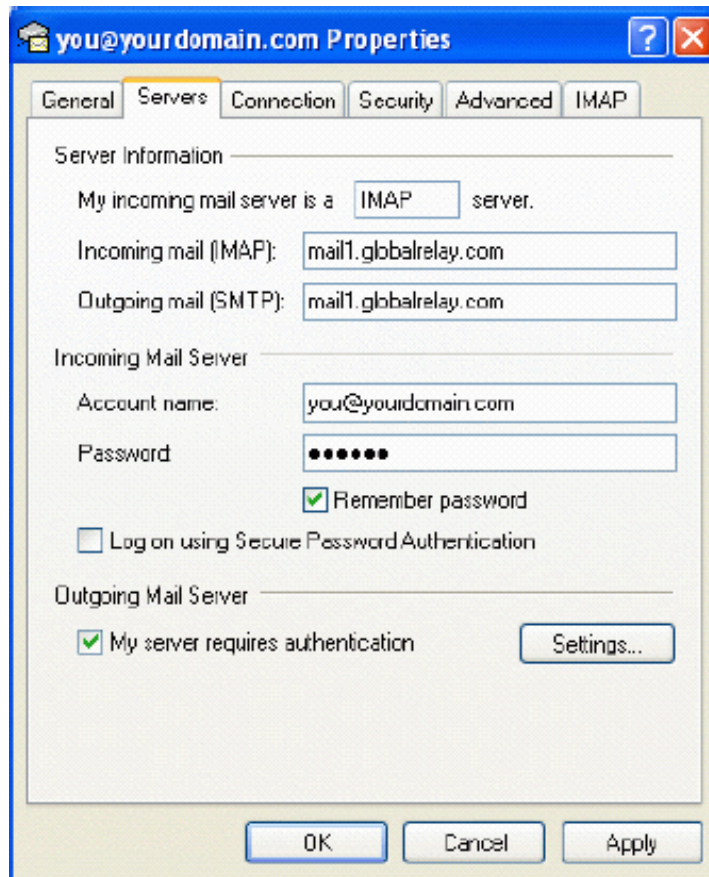 you@yourdomain.com Properties
General Servers Connection Security Advanced IMAP
Server Information
My incoming mail server is a IMAP server.
Incoming mail (IMAP): mail1.globalrelay.com
Outgoing mail (SMTP): mail1.globalrelay.com
Incoming Mail Server
Account name: you@yourdomain.com
Password: ●●●●●●
Remember password
Log on using Secure Password Authentication
Outgoing Mail Server
My server requires authentication Settings...
OK Cancel Apply